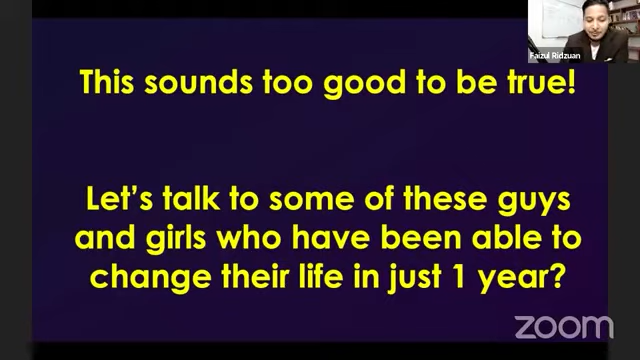 Faizul Ridzuan
This sounds too good to be true!
Let's talk to some of these guys
and girls who have been able to
change their life in just 1 year?
zoom